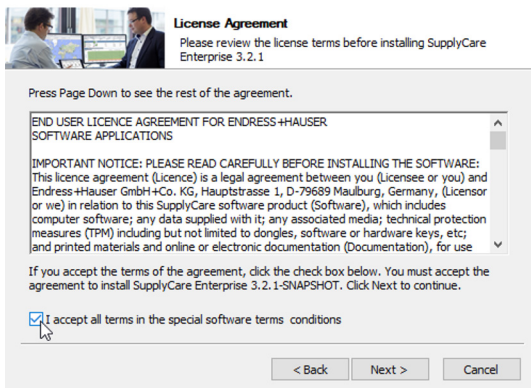 License Agreement
Please review the license terms before installing SupplyCare
Enterprise 3.2.1
Press Page Down to see the rest of the agreement.
END USER LICENCE AGREEMENT FOR ENDRESS+HAUSER
SOFTWARE APPLICATIONS
IMPORTANT NOTICE: PLEASE READ CAREFULLY BEFORE INSTALLING THE SOFTWARE:
This licence agreement (Licence) is a legal agreement between you (Licensee or you) and
Endress+Hauser GmbH+Co. KG, Hauptstrasse 1, D-79689 Maulburg, Germany, (Licensor
or we) in relation to this SupplyCare software product (Software), which includes
computer software; any data supplied with it; any associated media; technical protection
measures (TPM) including but not limited to dongles, software or hardware keys, etc;
and printed materials and online or electronic documentation (Documentation), for use
If you accept the terms of the agreement, click the check box below. You must accept the
agreement to install SupplyCare Enterprise 3.2.1-SNAPSHOT. Click Next to continue.
I accept all terms in the special software terms conditions
< Back Next > Cancel